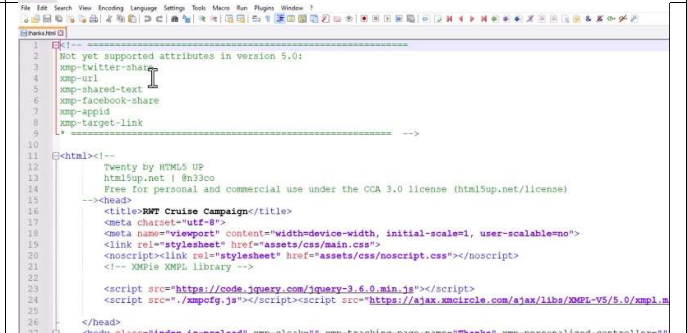 File Edit Search View Encoding Language Settings Tools Macro Run Plugins Window ?
thanks.html
1 <!-- ======================================================
2 Not yet supported attributes in version 5.0:
3 xmp-twitter-share
4 xmp-url
5 xmp-shared-text
6 xmp-facebook-share
7 xmp-appid
8 xmp-target-link
9 * ====================================================== -->
10
11 <html><!--
12 Twenty by HTML5 UP
13 html5up.net | @n33co
14 Free for personal and commercial use under the CCA 3.0 license (html5up.net/license)
15 --><head>
16 <title>RWT Cruise Campaign</title>
17 <meta charset="utf-8">
18 <meta name="viewport" content="width=device-width, initial-scale=1, user-scalable=no">
19 <link rel="stylesheet" href="assets/css/main.css">
20 <noscript><link rel="stylesheet" href="assets/css/noscript.css"></noscript>
21 <!-- XMPie XMPL library -->
22
23 <script src="https://code.jquery.com/jquery-3.6.0.min.js"></script>
24 <script src="./xmpcfg.js"></script><script src="https://ajax.xmcircle.com/ajax/libs/XMPL-V5/5.0/xmpl.m
25
26 </head>